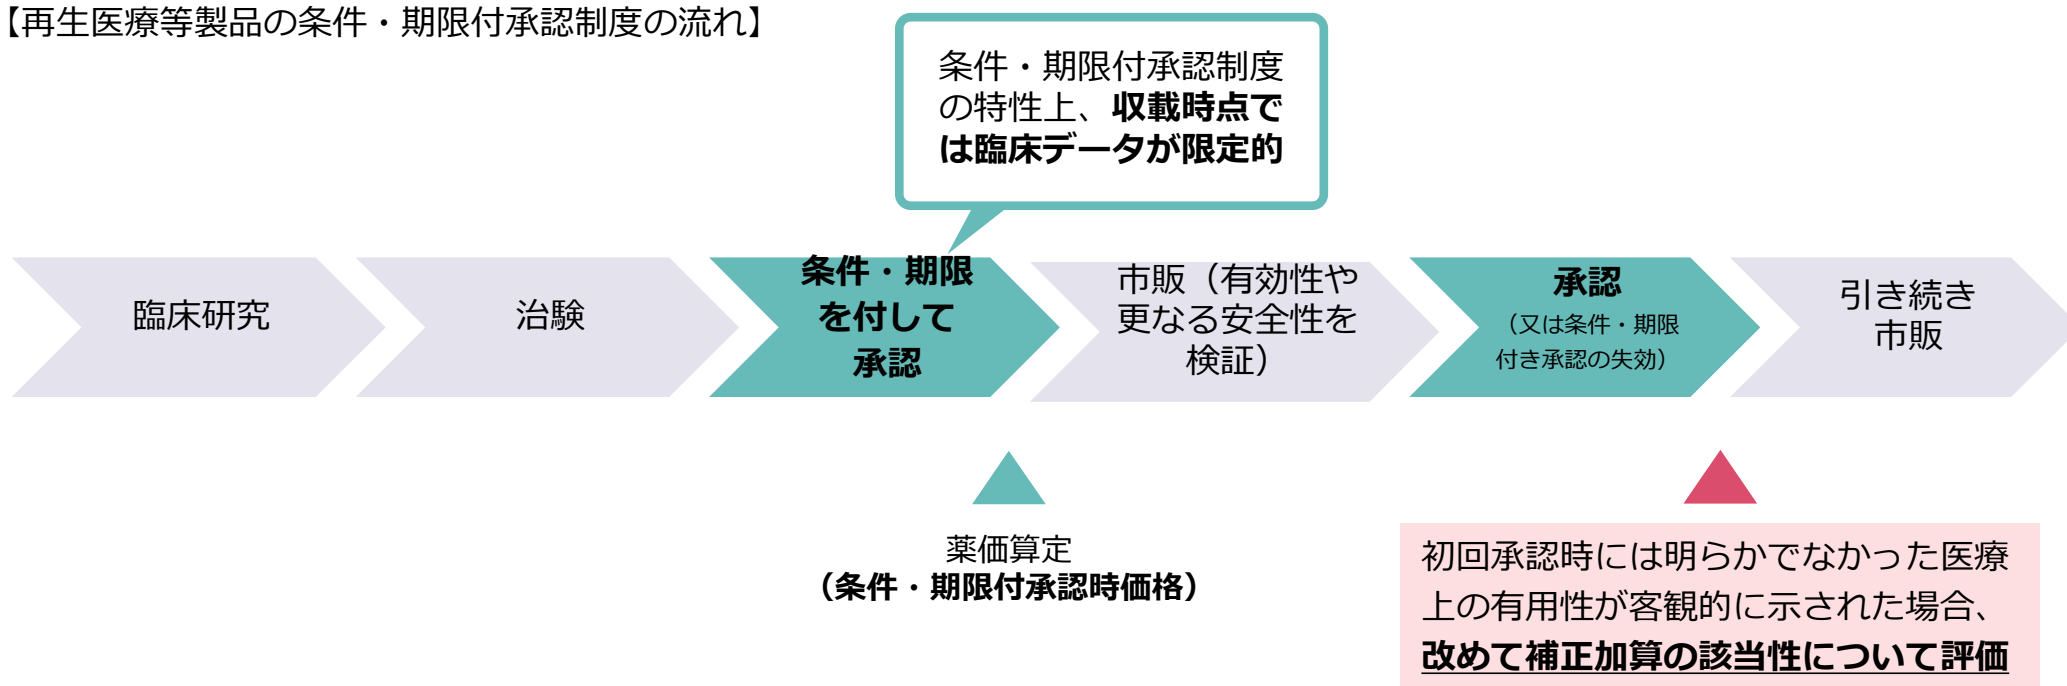 【再生医療等製品の条件・期限付承認制度の流れ】
条件・期限付承認制度
の特性上、収載時点で
は臨床データが限定的
臨床研究
治験
条件・期限
を付して
承認
市販（有効性や
更なる安全性を
検証）
承認
（又は条件・期限
付き承認の失効）
引き続き
市販
薬価算定
（条件・期限付承認時価格）
初回承認時には明らかでなかった医療
上の有用性が客観的に示された場合、
改めて補正加算の該当性について評価